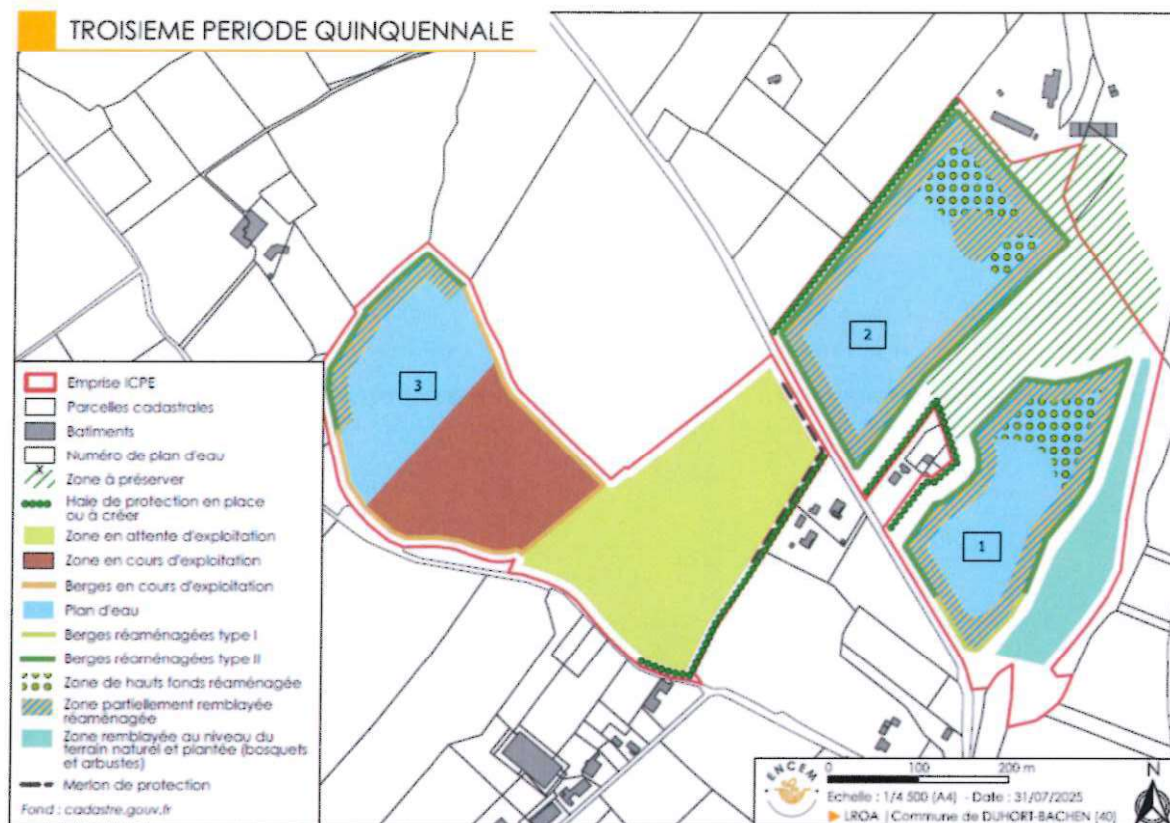 TROISIEME PERIODE QUINQUENNALE
2
3
1
Emprise ICPE
Parcelles cadastrales
Batiments
Numéro de plan d'eau
Zone à préserver
Haie de protection en place
ou à créer
Zone en attente d'exploitation
Zone en cours d'exploitation
Berges en cours d'exploitation
Plan d'eau
Berges réaménagées type I
Berges réaménagées type II
Zone de hauts fonds réaménagée
Zone partiellement remblayée
réaménagée
Zone remblayée au niveau du
terrain naturel et plantée (bosquets
et arbustes)
Merlon de protection
Fond : cadastre.gouv.fr
ENCEM
0 100 200 m
N
Echelle : 1/4 500 (A4) - Date : 31/07/2025
LROA | Commune de DUHORT-BACHEN (40)